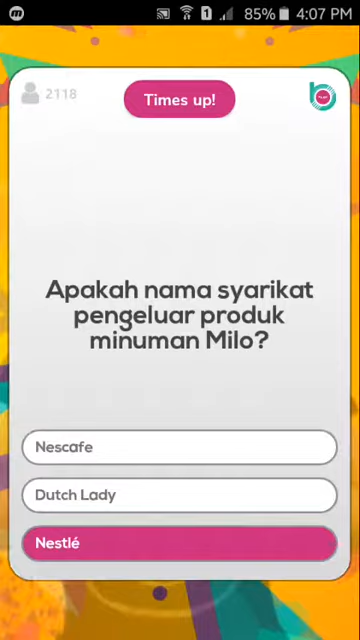 85% 4:07 PM
2118
Times up!
Apakah nama syarikat
pengeluar produk
minuman Milo?
Nescafe
Dutch Lady
Nestlé